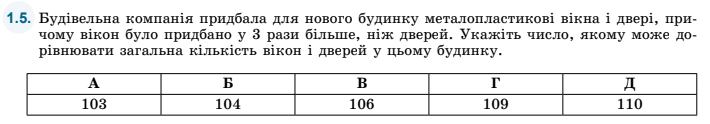 1.5. Будівельна компанія придбала для нового будинку металопластикові вікна і двері, при-
чому вікон було придбано у 3 рази більше, ніж дверей. Укажіть число, якому може до-
рівнювати загальна кількість вікон і дверей у цьому будинку.
А Б В Г Д
103 104 106 109 110